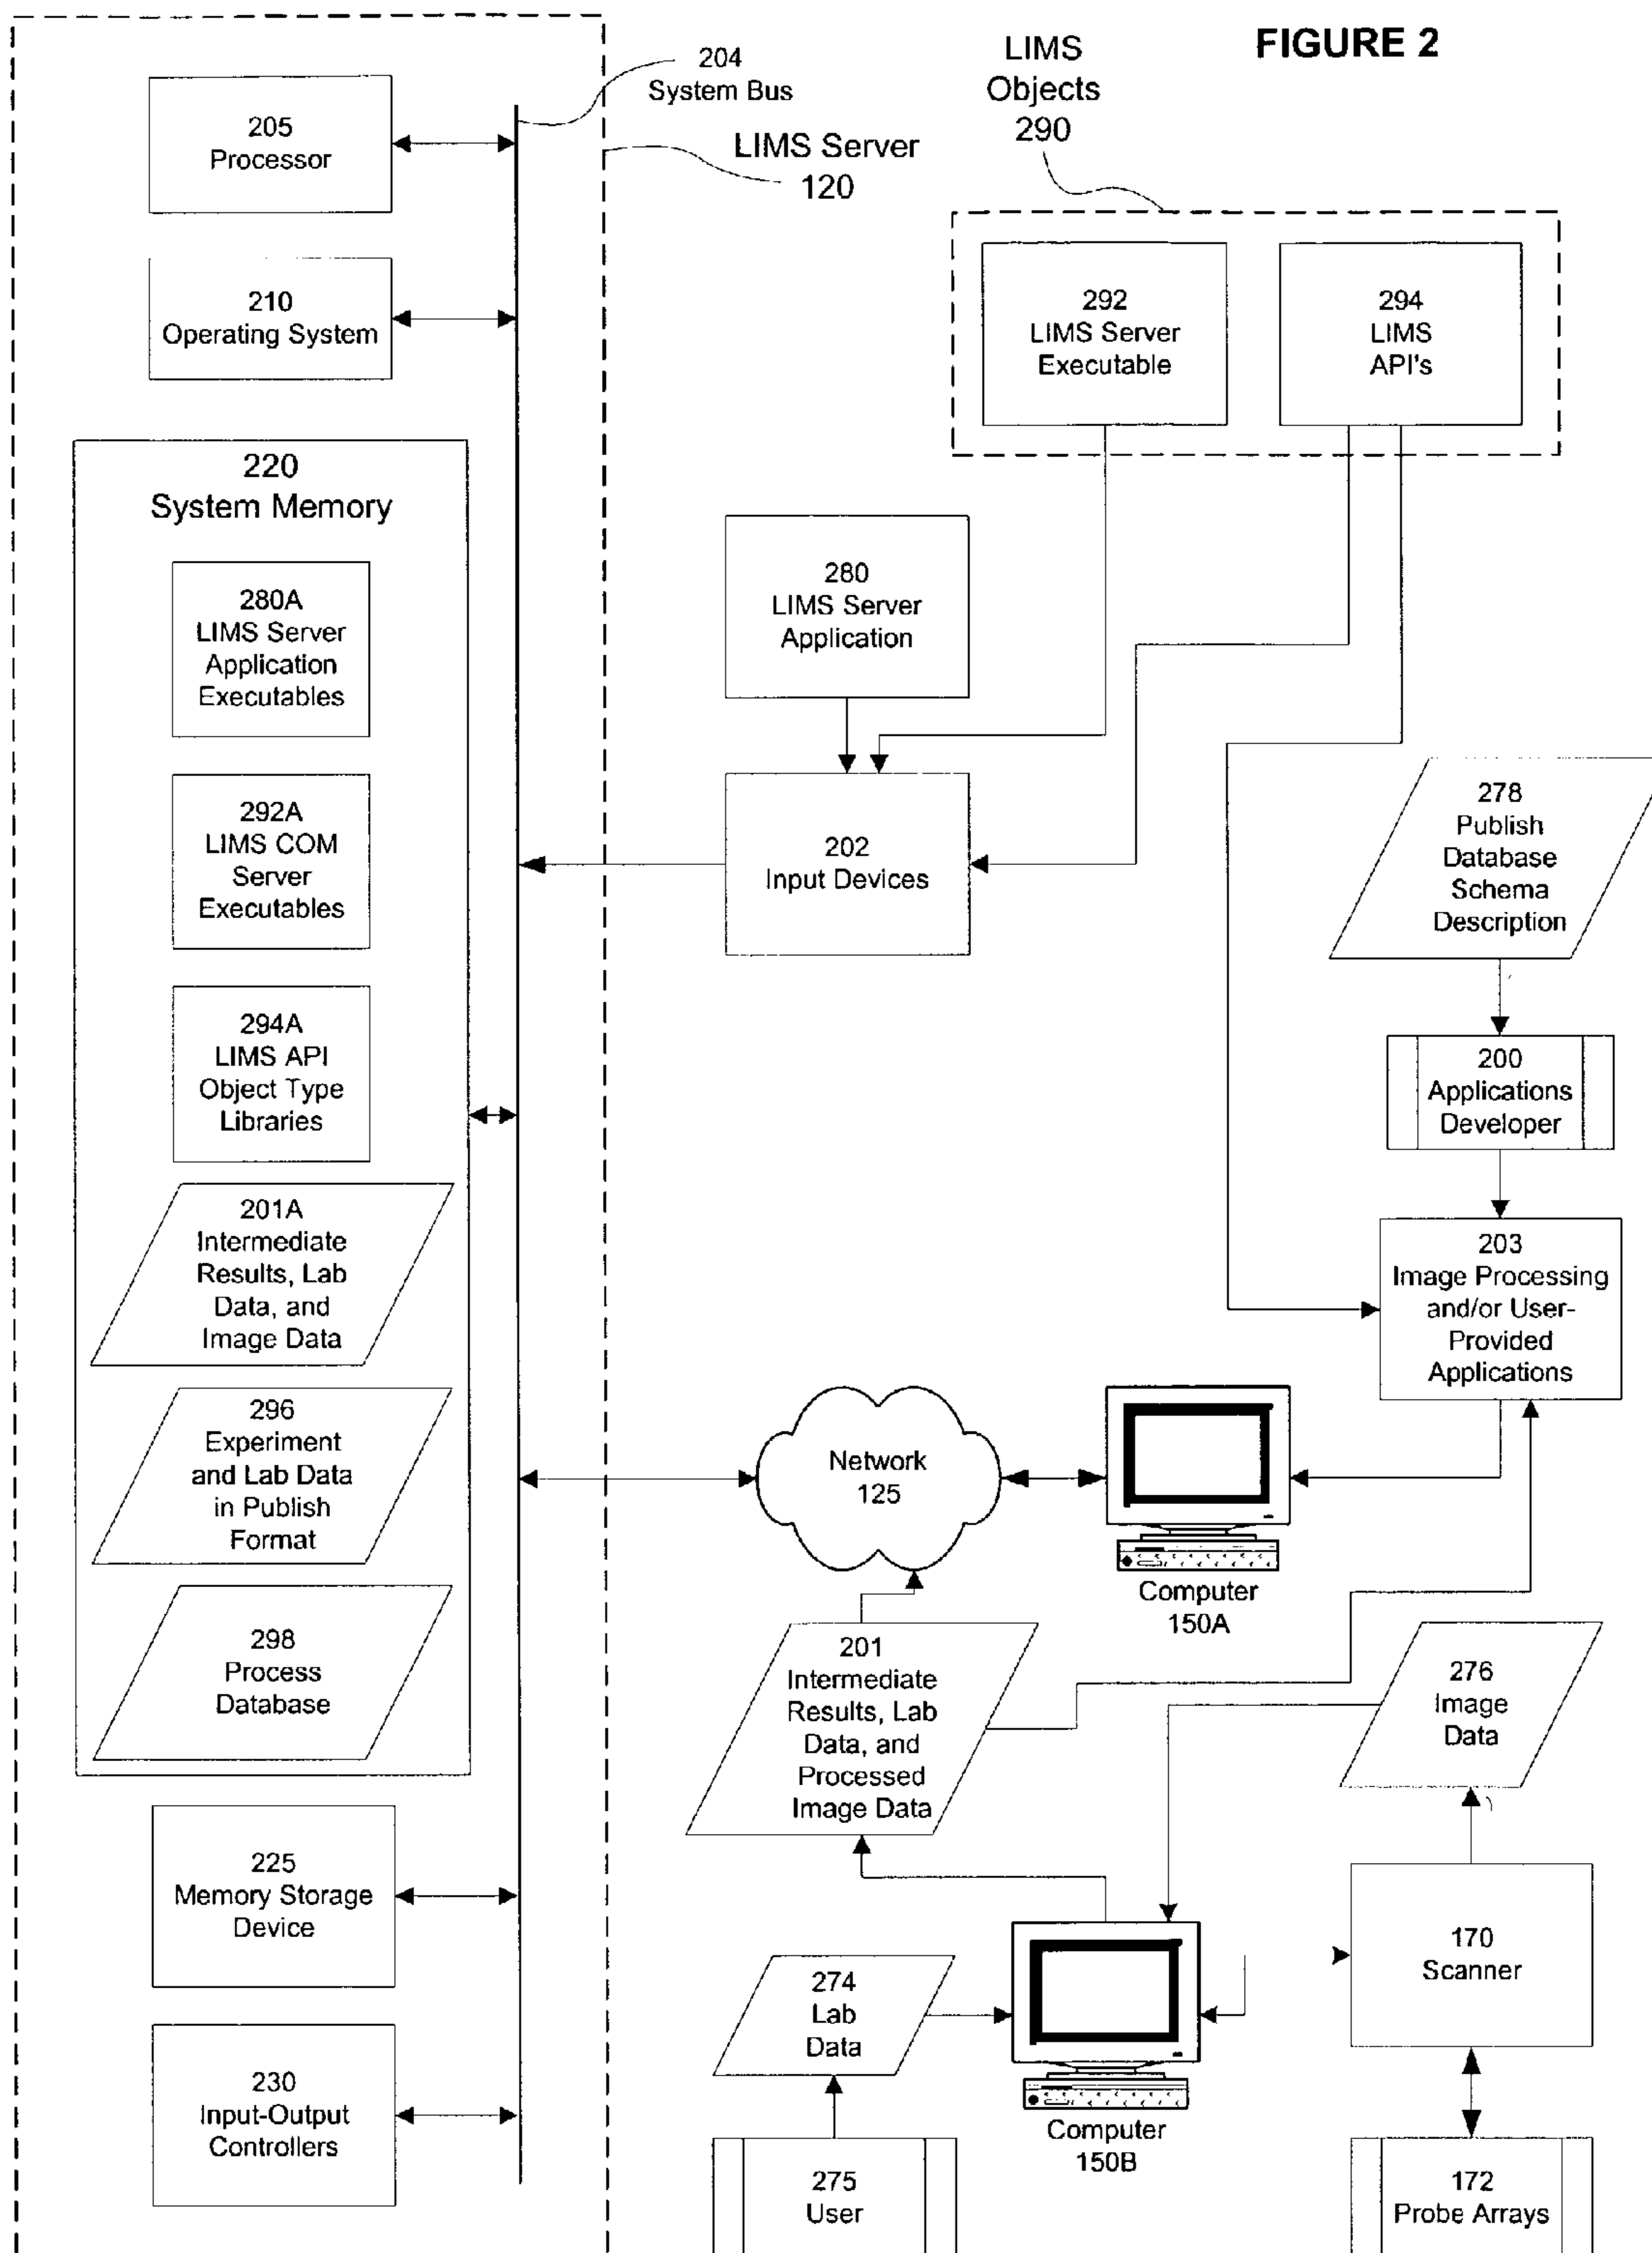 FIGURE 2
204
System Bus
LIMS Server
120
LIMS
Objects
290
205
Processor
210
Operating System
292
LIMS Server
Executable
294
LIMS
API's
220
System Memory
280A
LIMS Server
Application
Executables
292A
LIMS COM
Server
Executables
294A
LIMS API
Object Type
Libraries
201A
Intermediate
Results, Lab
Data, and
Image Data
296
Experiment
and Lab Data
in Publish
Format
298
Process
Database
225
Memory Storage
Device
230
Input-Output
Controllers
280
LIMS Server
Application
202
Input Devices
278
Publish
Database
Schema
Description
200
Applications
Developer
203
Image Processing
and/or User-
Provided
Applications
Network
125
Computer
150A
201
Intermediate
Results, Lab
Data, and
Processed
Image Data
276
Image
Data
274
Lab
Data
Computer
150B
170
Scanner
275
User
172
Probe Arrays